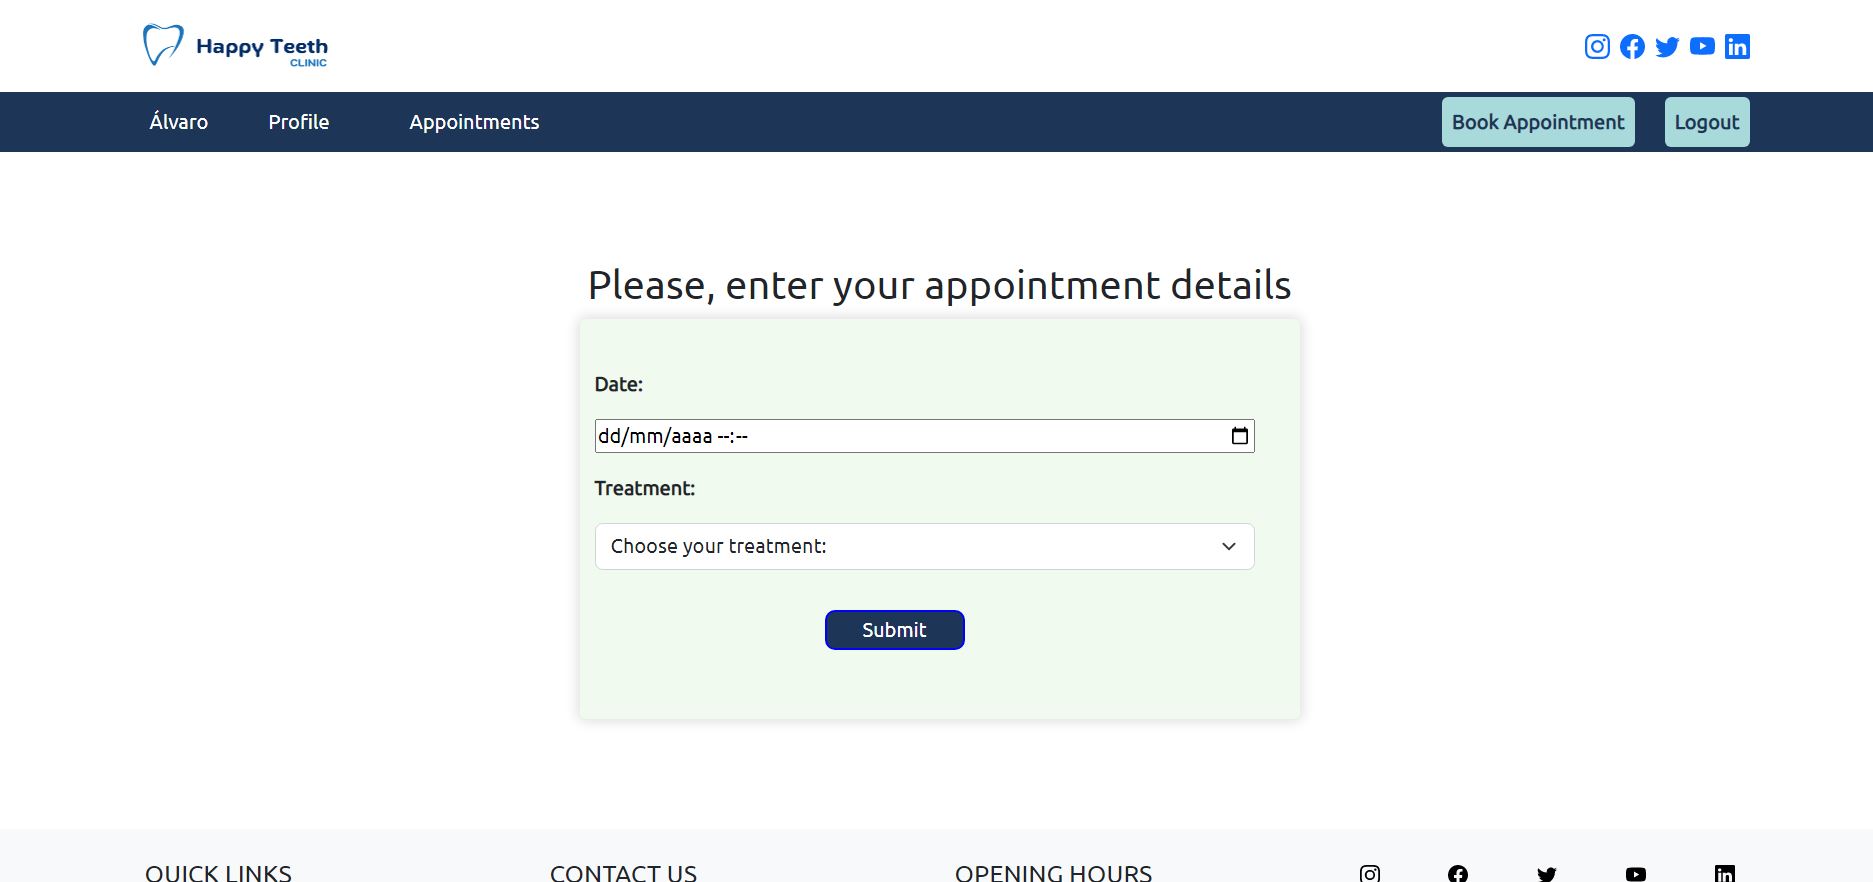 Happy Teeth
CLINIC
Álvaro Profile Appointments Book Appointment Logout
Please, enter your appointment details
Date:
dd/mm/aaaa --:--
Treatment:
Choose your treatment:
Submit
QUICK LINKS CONTACT US OPENING HOURS